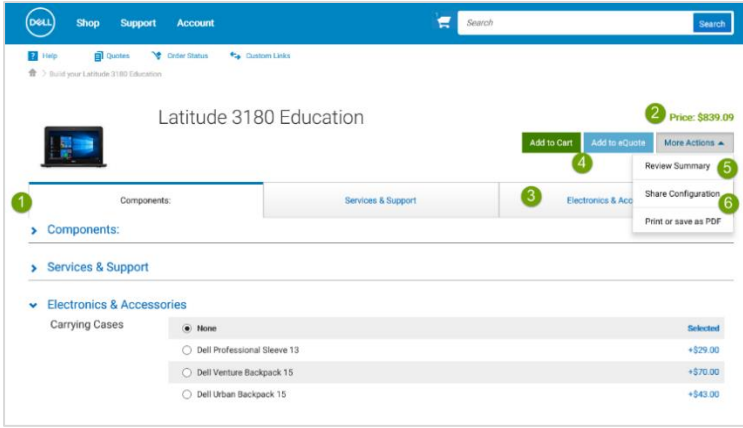 DELL
Shop Support Account
Search Search
? Help Quotes Order Status Custom Links
> Build your Latitude 3180 Education
Latitude 3180 Education
2 Price: $839.09
Add to Cart Add to eQuote More Actions
4
Review Summary 5
Share Configuration 6
Print or save as PDF
1 Components: Services & Support 3 Electronics & Acc
Components:
Services & Support
Electronics & Accessories
Carrying Cases
None Selected
Dell Professional Sleeve 13 +$29.00
Dell Venture Backpack 15 +$70.00
Dell Urban Backpack 15 +$43.00